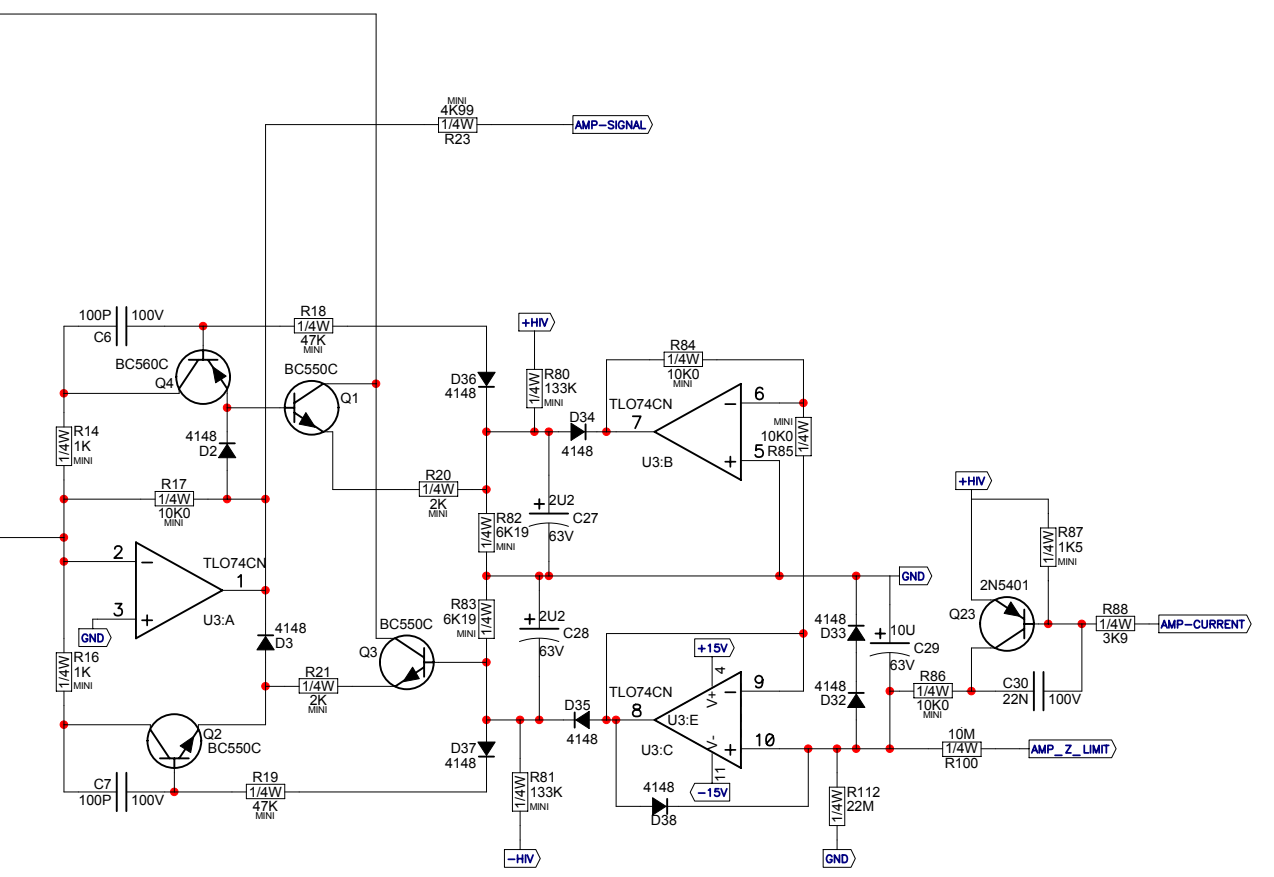 MINI
4K99
1/4W
R23
AMP-SIGNAL
100P
100V
C6
R18
1/4W
47K
MINI
+HIV
BC560C
Q4
BC550C
Q1
D36
4148
R80
133K
1/4W
MINI
R84
1/4W
10K0
MINI
TLO74CN
7
6
5
U3:B
D34
4148
MINI
10K0
R85
1/4W
R14
1K
1/4W
MINI
4148
D2
R17
1/4W
10K0
MINI
R20
1/4W
2K
MINI
R82
6K19
1/4W
MINI
+
2U2
C27
63V
+HIV
R87
1K5
1/4W
MINI
2
3
TLO74CN
1
U3:A
GND
GND
2N5401
Q23
R88
1/4W
3K9
AMP-CURRENT
R83
6K19
1/4W
MINI
+
2U2
C28
63V
4148
D3
BC550C
Q3
R21
1/4W
2K
MINI
R16
1K
1/4W
MINI
+15V
4
V+
TLO74CN
8
9
10
U3:E
U3:C
V-
11
-15V
4148
D33
4148
D32
+
10U
C29
63V
R86
1/4W
10K0
MINI
C30
22N
100V
10M
1/4W
R100
AMP_Z_LIMIT
Q2
BC550C
D35
4148
D37
4148
C7
100P
100V
R19
1/4W
47K
MINI
R81
133K
1/4W
MINI
4148
D38
R112
22M
1/4W
-HIV
GND